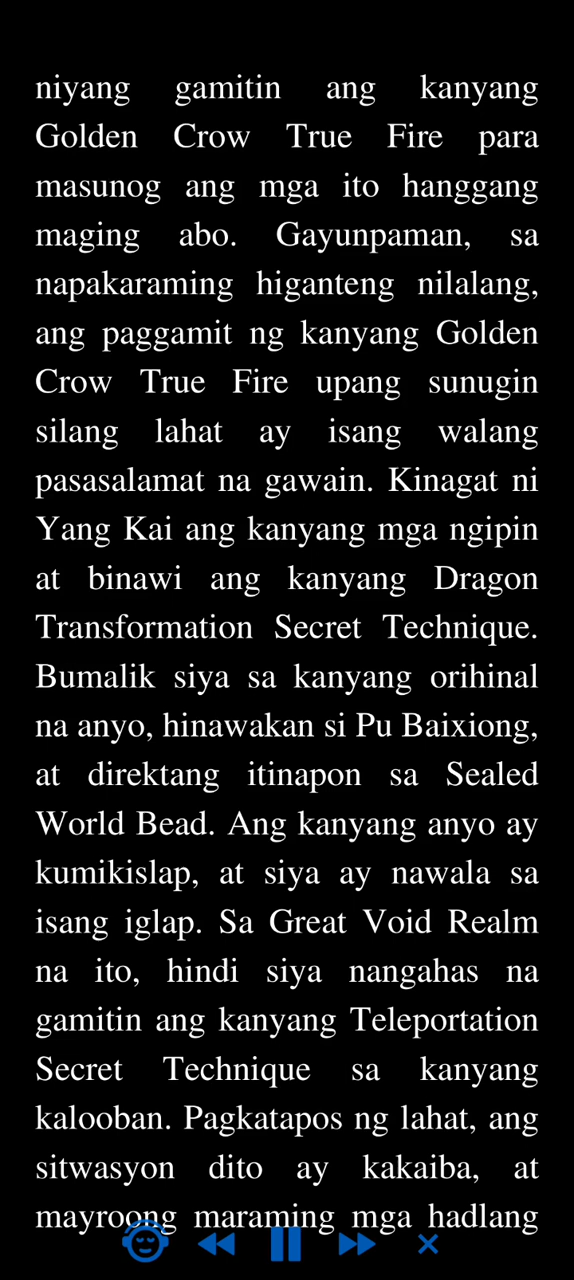 niyang gamitin ang kanyang
Golden Crow True Fire para
masunog ang mga ito hanggang
maging abo. Gayunpaman, sa
napakaraming higanteng nilalang,
ang paggamit ng kanyang Golden
Crow True Fire upang sunugin
silang lahat ay isang walang
pasasalamat na gawain. Kinagat ni
Yang Kai ang kanyang mga ngipin
at binawi ang kanyang Dragon
Transformation Secret Technique.
Bumalik siya sa kanyang orihinal
na anyo, hinawakan si Pu Baixiong,
at direktang itinapon sa Sealed
World Bead. Ang kanyang anyo ay
kumikislap, at siya ay nawala sa
isang iglap. Sa Great Void Realm
na ito, hindi siya nangahas na
gamitin ang kanyang Teleportation
Secret Technique sa kanyang
kalooban. Pagkatapos ng lahat, ang
sitwasyon dito ay kakaiba, at
mayroong maraming mga hadlang